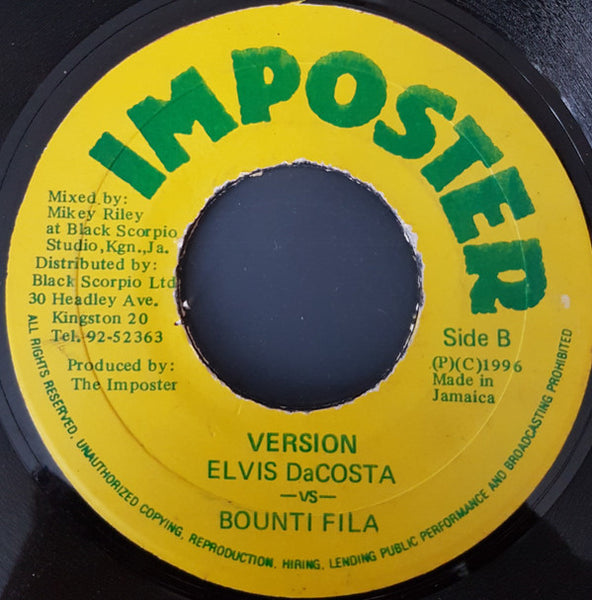 IMPOSTER
Mixed by:
Mikey Riley
at Black Scorpio
Studio,Kgn.,Ja.
Distributed by:
Black Scorpio Ltd
30 Headley Ave.
Kingston 20
Tel. 92-52363
Produced by:
The Imposter
Side B
(P)(C)1996
Made in
Jamaica
VERSION
ELVIS DaCOSTA
—VS—
BOUNTI FILA
ALL RIGHTS RESERVED, UNAUTHORIZED COPYING, REPRODUCTION, HIRING, LENDING PUBLIC PERFORMANCE AND BROADCASTING PROHIBITED